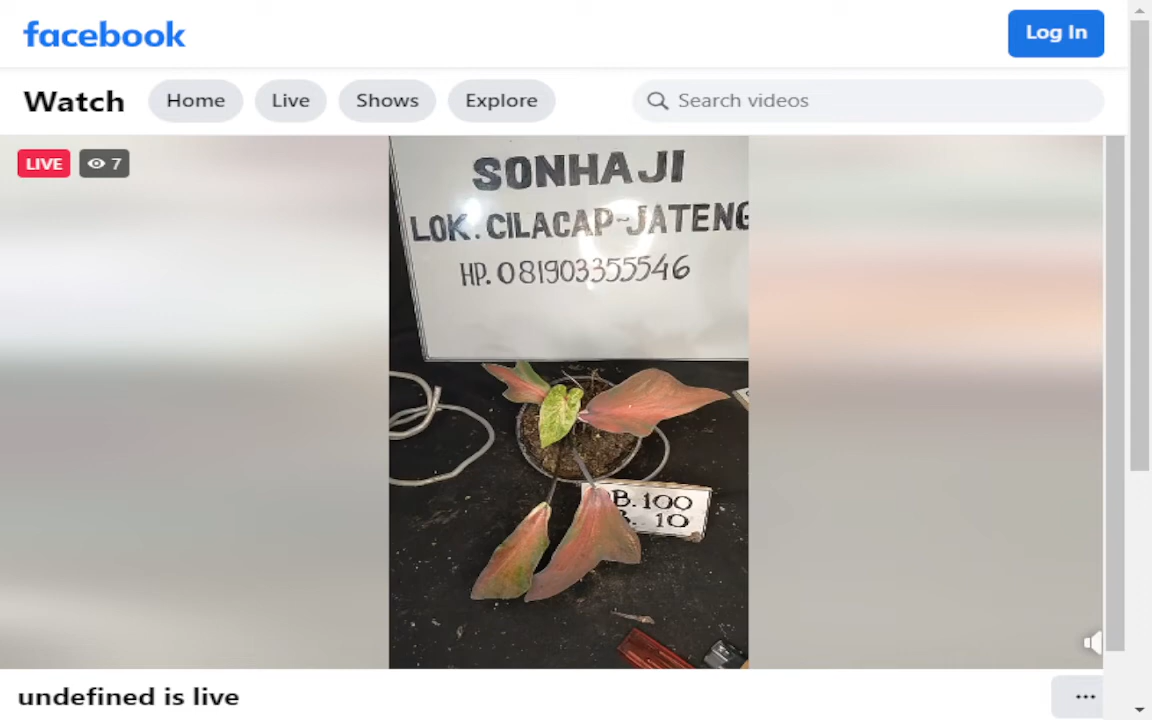 facebook
Log In
Watch
Home
Live
Shows
Explore
Search videos
LIVE
7
SONHAJI
LOK. CILACAP-JATENG
HP. 081903355546
B.100
10
undefined is live
...